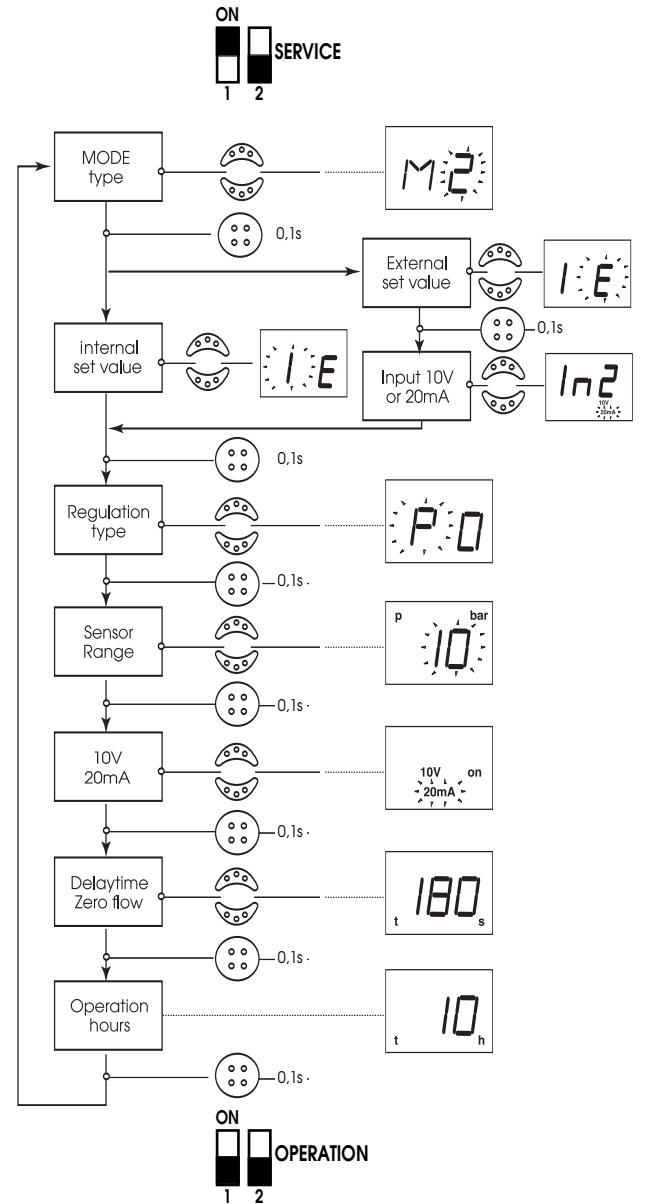 ON
SERVICE
1 2
MODE
type
M2
0,1s
External
set value
I E
0,1s
internal
set value
I E
Input 10V
or 20mA
In2
10V
20mA
0,1s
Regulation
type
P 0
0,1s
Sensor
Range
p bar
10
0,1s
10V
20mA
10V on
20mA
0,1s
Delaytime
Zero flow
180
t s
0,1s
Operation
hours
10
t h
0,1s
ON
OPERATION
1 2